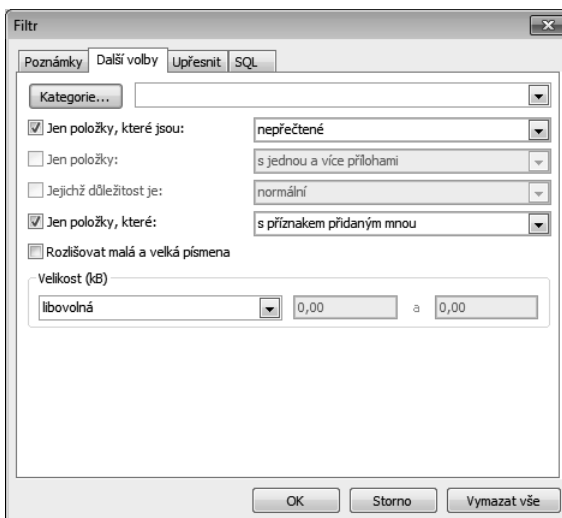 Filtr
Poznámky Další volby Upřesnit SQL
Kategorie...
Jen položky, které jsou: nepřečtené
Jen položky: s jednou a více přílohami
Jejichž důležitost je: normální
Jen položky, které: s příznakem přidaným mnou
Rozlišovat malá a velká písmena
Velikost (kB)
libovolná 0,00 a 0,00
OK Storno Vymazat vše